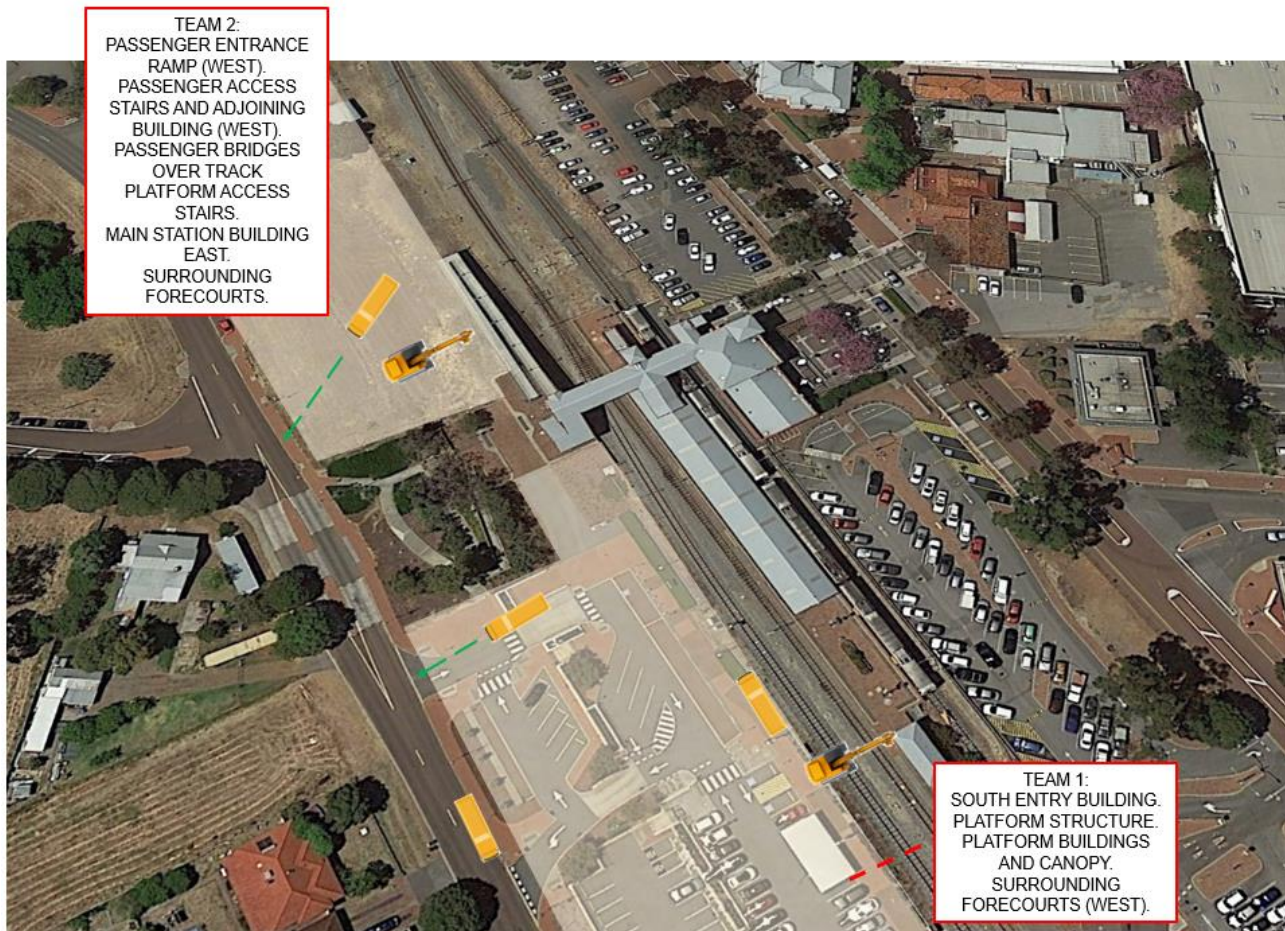 TEAM 2:
PASSENGER ENTRANCE
RAMP (WEST).
PASSENGER ACCESS
STAIRS AND ADJOINING
BUILDING (WEST).
PASSENGER BRIDGES
OVER TRACK
PLATFORM ACCESS
STAIRS.
MAIN STATION BUILDING
EAST.
SURROUNDING
FORECOURTS.
TEAM 1:
SOUTH ENTRY BUILDING.
PLATFORM STRUCTURE.
PLATFORM BUILDINGS
AND CANOPY.
SURROUNDING
FORECOURTS (WEST).